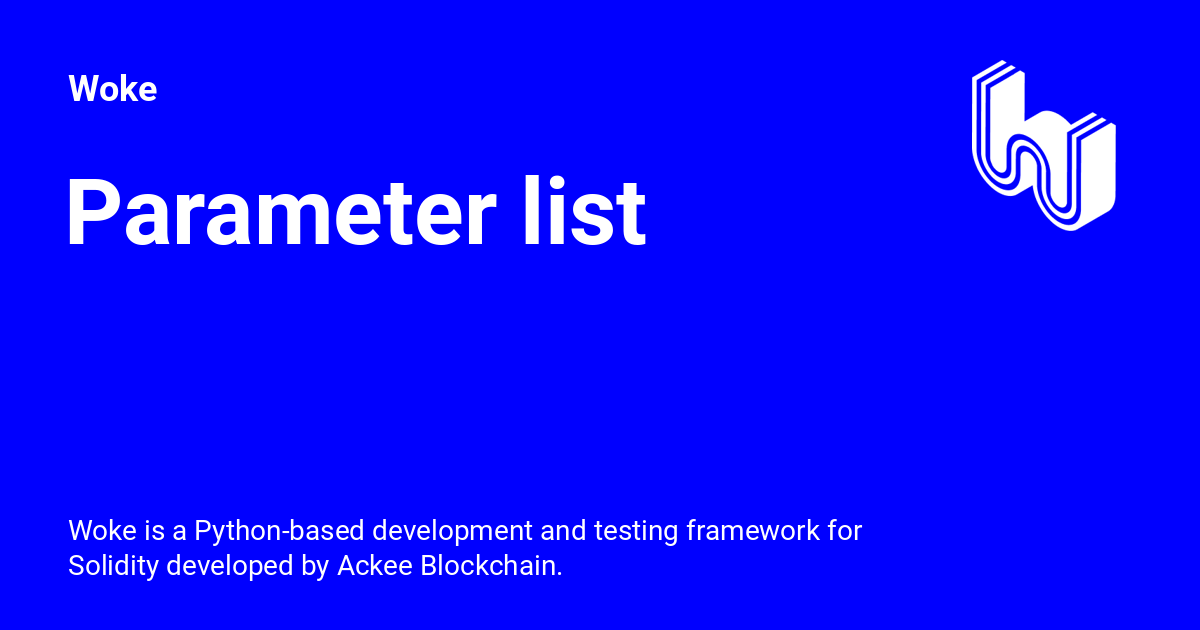 Woke
Parameter list
Woke is a Python-based development and testing framework for
Solidity developed by Ackee Blockchain.